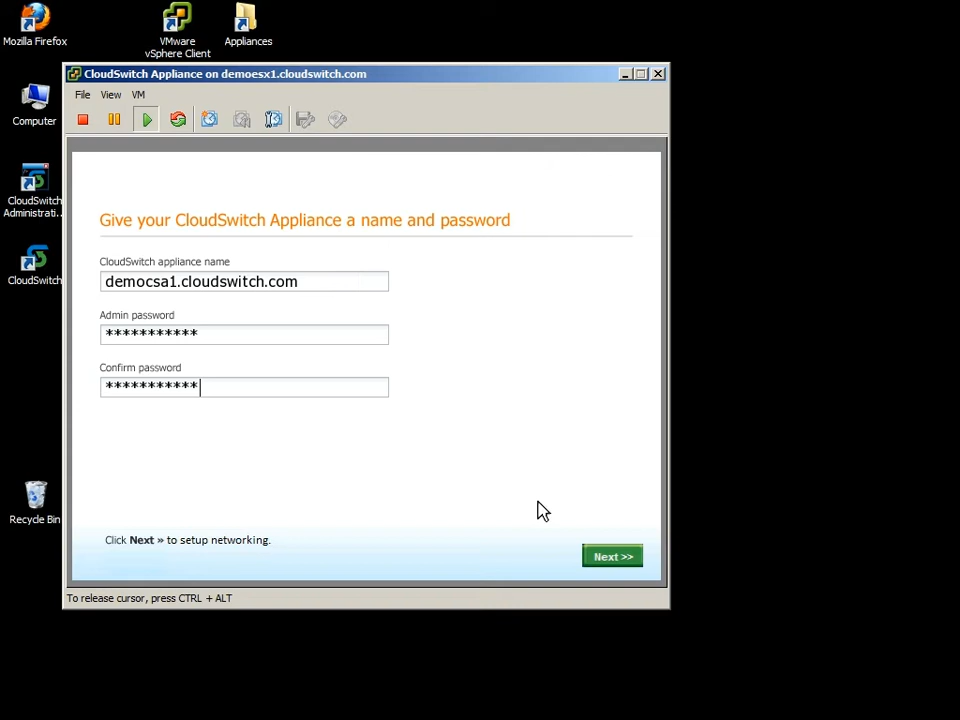 Mozilla Firefox
VMware
vSphere Client
Appliances
CloudSwitch Appliance on demoesx1.cloudswitch.com
File View VM
Computer
CloudSwitch
Administrati...
CloudSwitch
Recycle Bin
Give your CloudSwitch Appliance a name and password
CloudSwitch appliance name
democsa1.cloudswitch.com
Admin password
***********
Confirm password
***********
Click Next » to setup networking.
Next >>
To release cursor, press CTRL + ALT